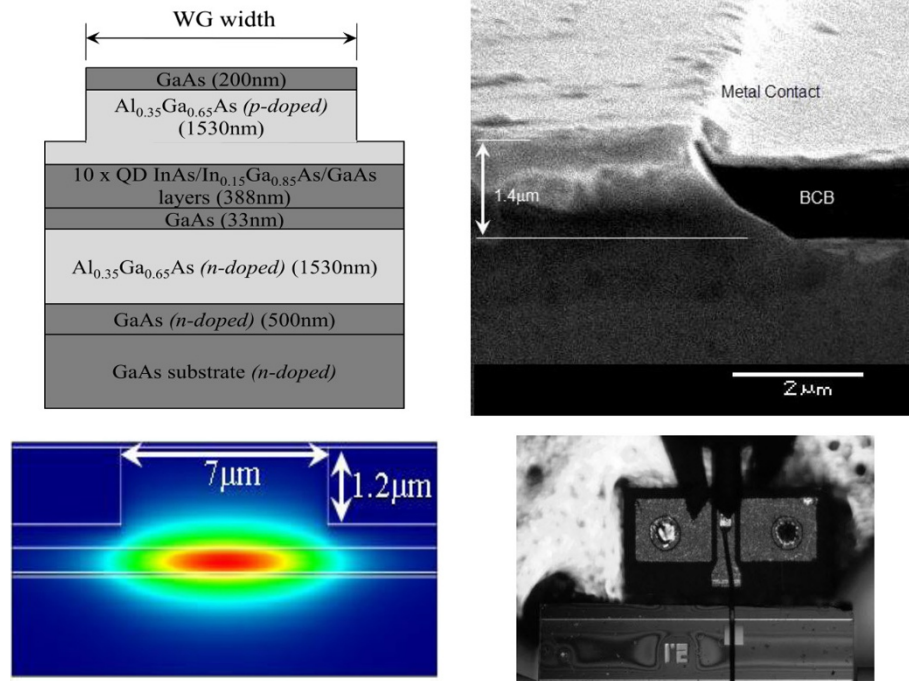 WG width
GaAs (200nm)
Al0.35Ga0.65As (p-doped)
(1530nm)
10 x QD InAs/In0.15Ga0.85As/GaAs
layers (388nm)
GaAs (33nm)
Al0.35Ga0.65As (n-doped) (1530nm)
GaAs (n-doped) (500nm)
GaAs substrate (n-doped)
Metal Contact
1.4μm
BCB
2μm
7μm
1.2μm